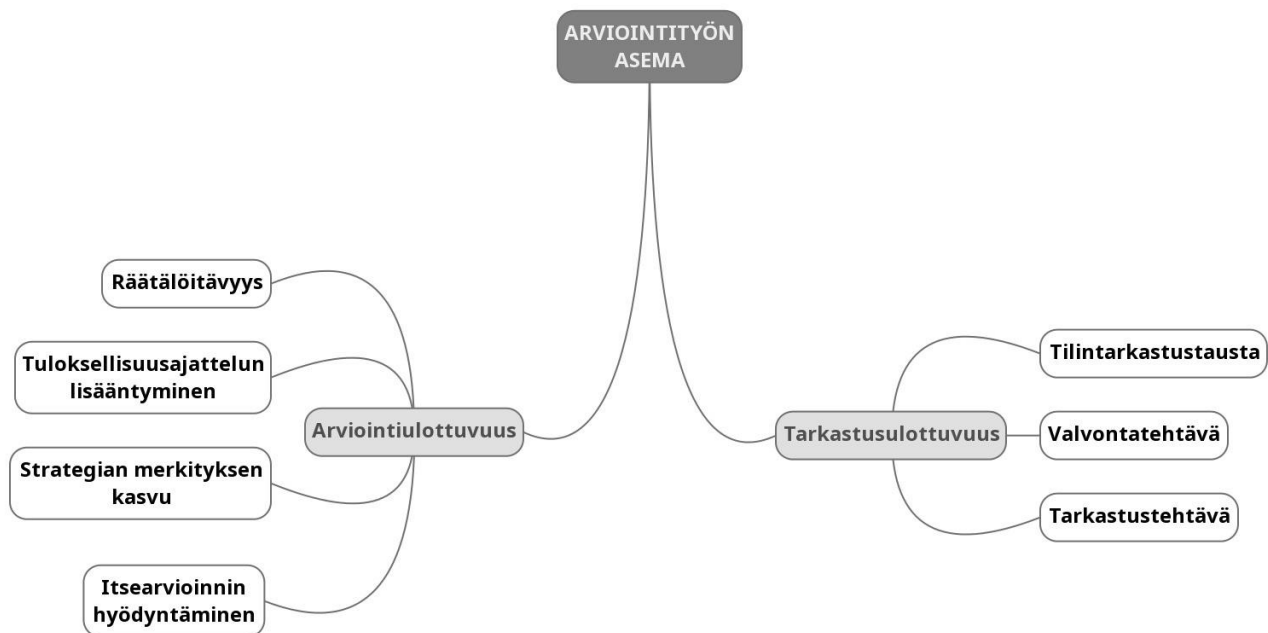 ARVIOINTITYÖN
ASEMA
Räätälöitävyys
Tuloksellisuusajattelun
lisääntyminen
Arviointiulottuvuus
Strategian merkityksen
kasvu
Itsearvioinnin
hyödyntäminen
Tilintarkastustausta
Tarkastusulottuvuus
Valvontatehtävä
Tarkastustehtävä